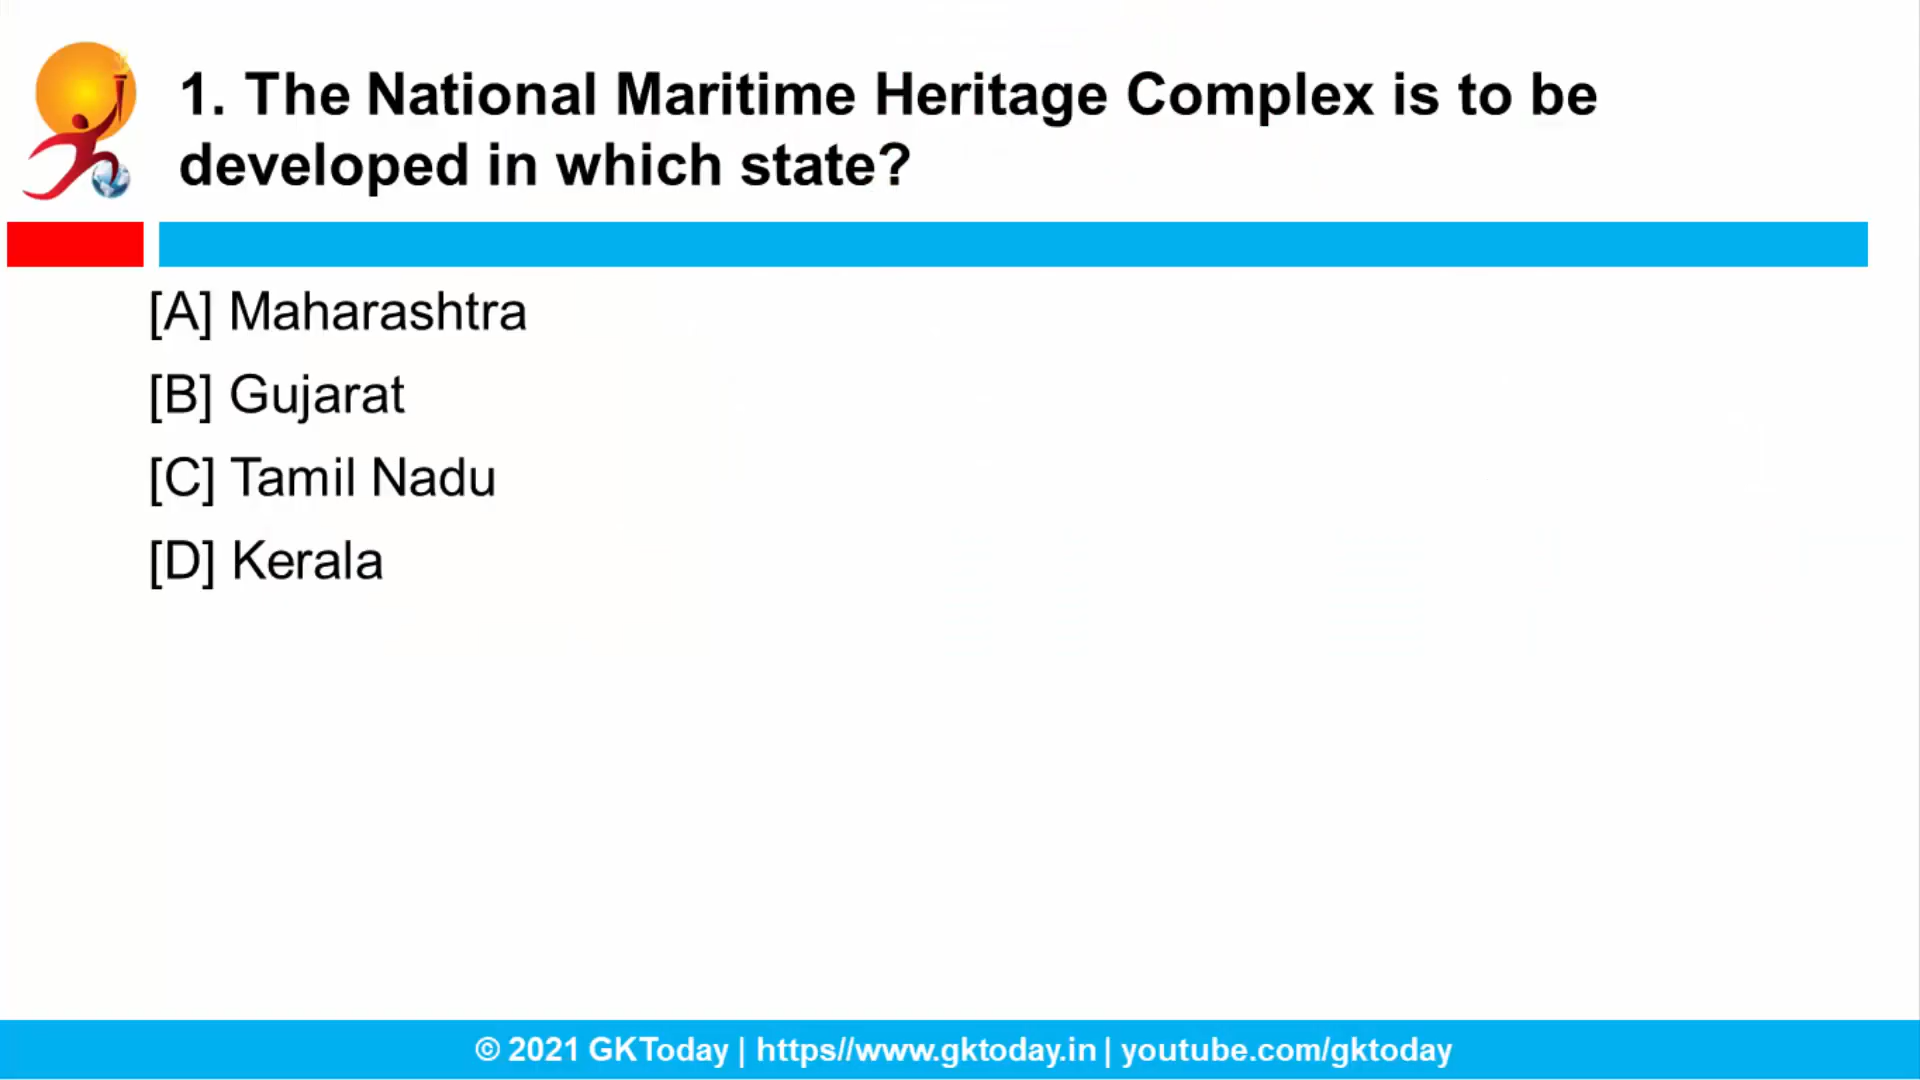 1. The National Maritime Heritage Complex is to be
developed in which state?
[A] Maharashtra
[B] Gujarat
[C] Tamil Nadu
[D] Kerala
© 2021 GKToday | https//www.gktoday.in | youtube.com/gktoday